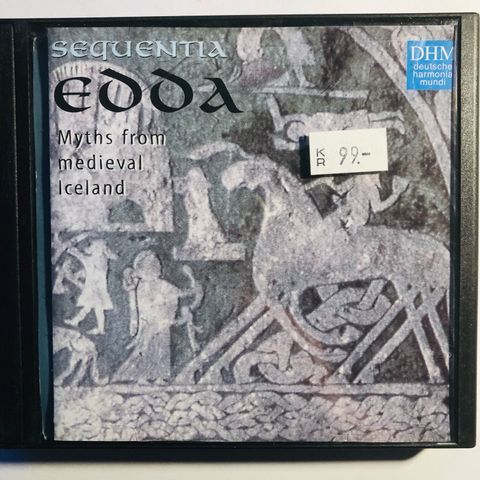 SEQUENTIA
EDDA
Myths from
medieval
Iceland
DHM
deutsche
harmonia
mundi
KR 99.-